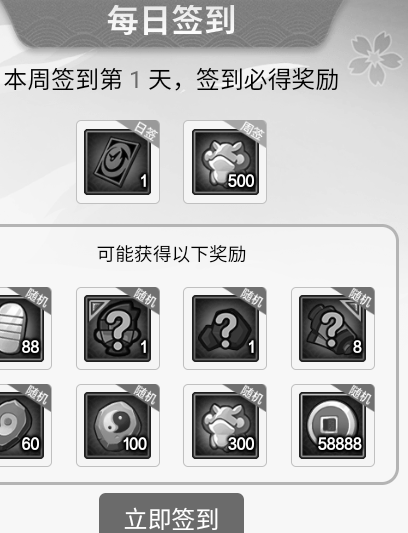 每日签到
本周签到第 1 天，签到必得奖励
日签 周签
1 500
可能获得以下奖励
随机 随机 随机 随机
88 1 1 8
随机 随机 随机 随机
60 100 300 58888
立即签到